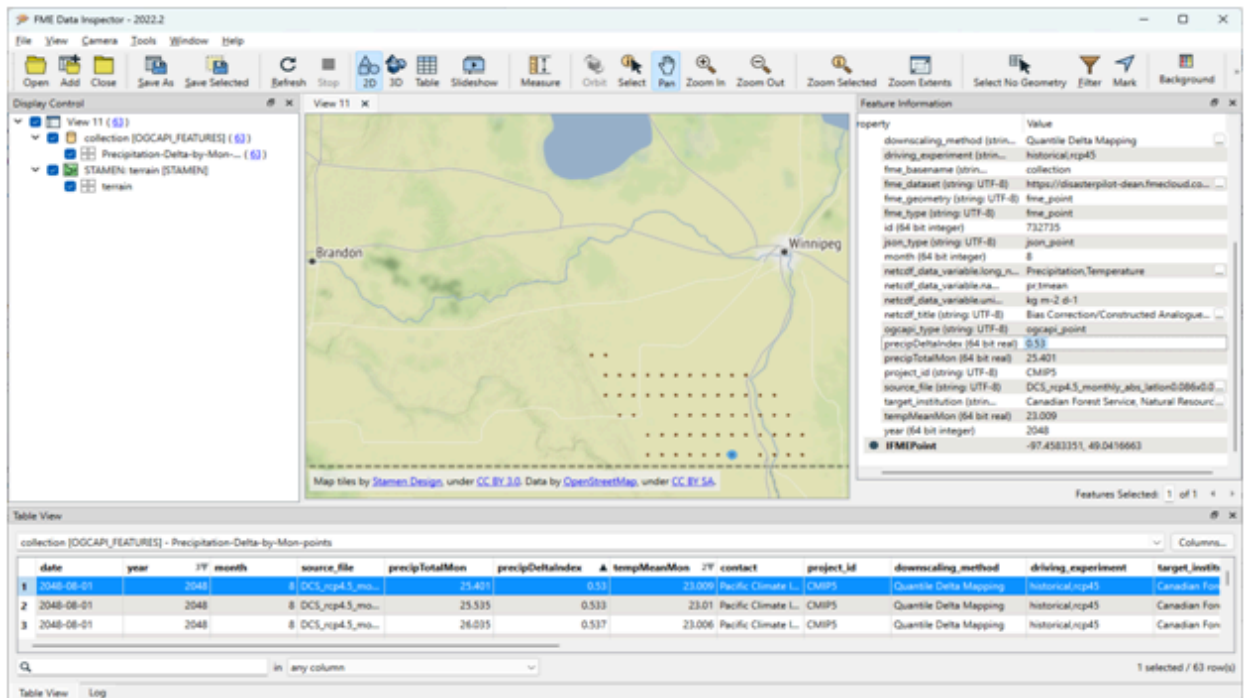 FME Data Inspector - 2022.2
File View Camera Tools Window Help
Open Add Close Save As Save Selected Refresh Stop 2D 3D Table Slideshow Measure Orbit Select Pan Zoom In Zoom Out Zoom Selected Zoom Extents Select No Geometry Filter Mark Background
Display Control
View 11 (63)
collection [OGCAPI_FEATURES] (63)
Precipitation-Delta-by-Mon-... (63)
STAMEN: terrain [STAMEN]
terrain
View 11
Brandon
Winnipeg
Map tiles by Stamen Design, under CC BY 3.0. Data by OpenStreetMap, under CC BY SA.
Feature Information
roperty Value
downscaling_method (strin... Quantile Delta Mapping ...
driving_experiment (strin... historical,rcp45
fme_basename (strin... collection
fme_dataset (string: UTF-8) https://disasterpilot-dean.fmecloud.co... ...
fme_geometry (string: UTF-8) fme_point
fme_type (string: UTF-8) fme_point
id (64 bit integer) 732735
json_type (string: UTF-8) json_point
month (64 bit integer) 8
netcdf_data_variable.long_n... Precipitation,Temperature ...
netcdf_data_variable.na... pr,tmean
netcdf_data_variable.uni... kg m-2 d-1
netcdf_title (string: UTF-8) Bias Correction/Constructed Analogue... ...
ogcapi_type (string: UTF-8) ogcapi_point
precipDeltaIndex (64 bit real) 0.53
precipTotalMon (64 bit real) 25.401
project_id (string: UTF-8) CMIP5
source_file (string: UTF-8) DCS_rcp4.5_monthly_abs_latlon0.086x0.0... ...
target_institution (strin... Canadian Forest Service, Natural Resourc... ...
tempMeanMon (64 bit real) 23.009
year (64 bit integer) 2048
IFMEPoint -97.4583351, 49.0416663
Features Selected: 1 of 1
Table View
collection [OGCAPI_FEATURES] - Precipitation-Delta-by-Mon-points Columns...
date year month source_file precipTotalMon precipDeltaIndex tempMeanMon contact project_id downscaling_method driving_experiment target_instit
1 2048-08-01 2048 8 DCS_rcp4.5_mo... 25.401 0.53 23.009 Pacific Climate I... CMIP5 Quantile Delta Mapping historical,rcp45 Canadian Fon
2 2048-08-01 2048 8 DCS_rcp4.5_mo... 25.535 0.533 23.01 Pacific Climate I... CMIP5 Quantile Delta Mapping historical,rcp45 Canadian Fon
3 2048-08-01 2048 8 DCS_rcp4.5_mo... 26.035 0.537 23.006 Pacific Climate I... CMIP5 Quantile Delta Mapping historical,rcp45 Canadian Fon
in any column 1 selected / 63 row(s)
Table View Log